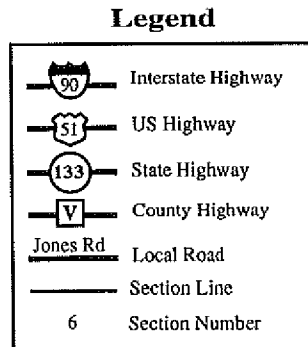 Legend
90 Interstate Highway
51 US Highway
133 State Highway
V County Highway
Jones Rd Local Road
Section Line
6 Section Number